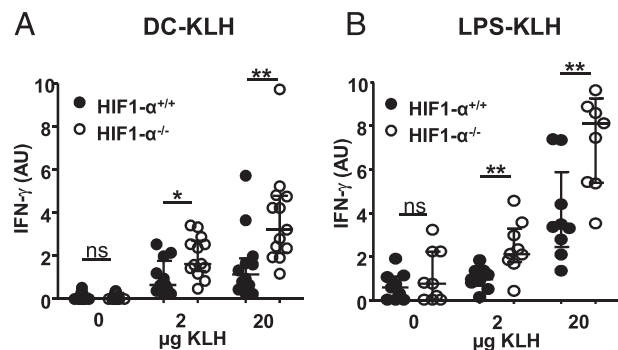 A DC-KLH
IFN-γ (AU)
10
8
6
4
2
0
HIF1-α+/+
HIF1-α-/-
ns
*
**
0 2 20
µg KLH
B LPS-KLH
IFN-γ (AU)
10
8
6
4
2
0
HIF1-α+/+
HIF1-α-/-
ns
**
**
0 2 20
µg KLH